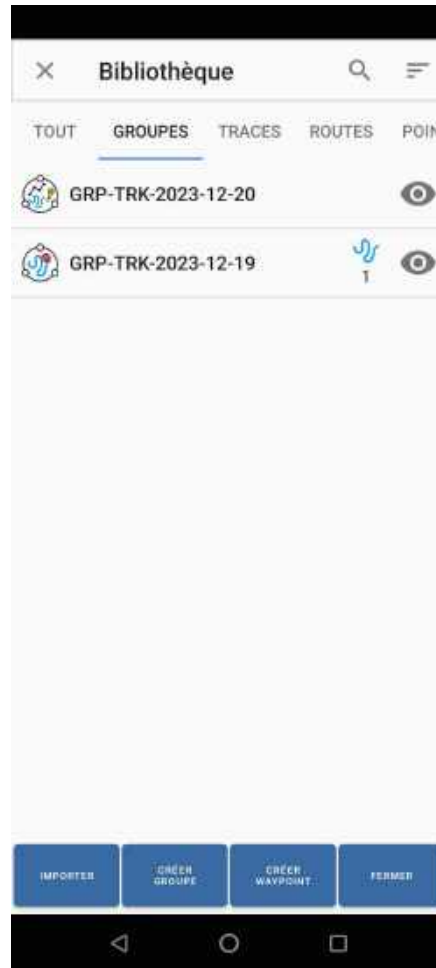 Bibliothèque
TOUT GROUPES TRACES ROUTES POIN
GRP-TRK-2023-12-20
GRP-TRK-2023-12-19
1
IMPORTER
CRÉER
GROUPE
CRÉER
WAYPOINT
FERMER